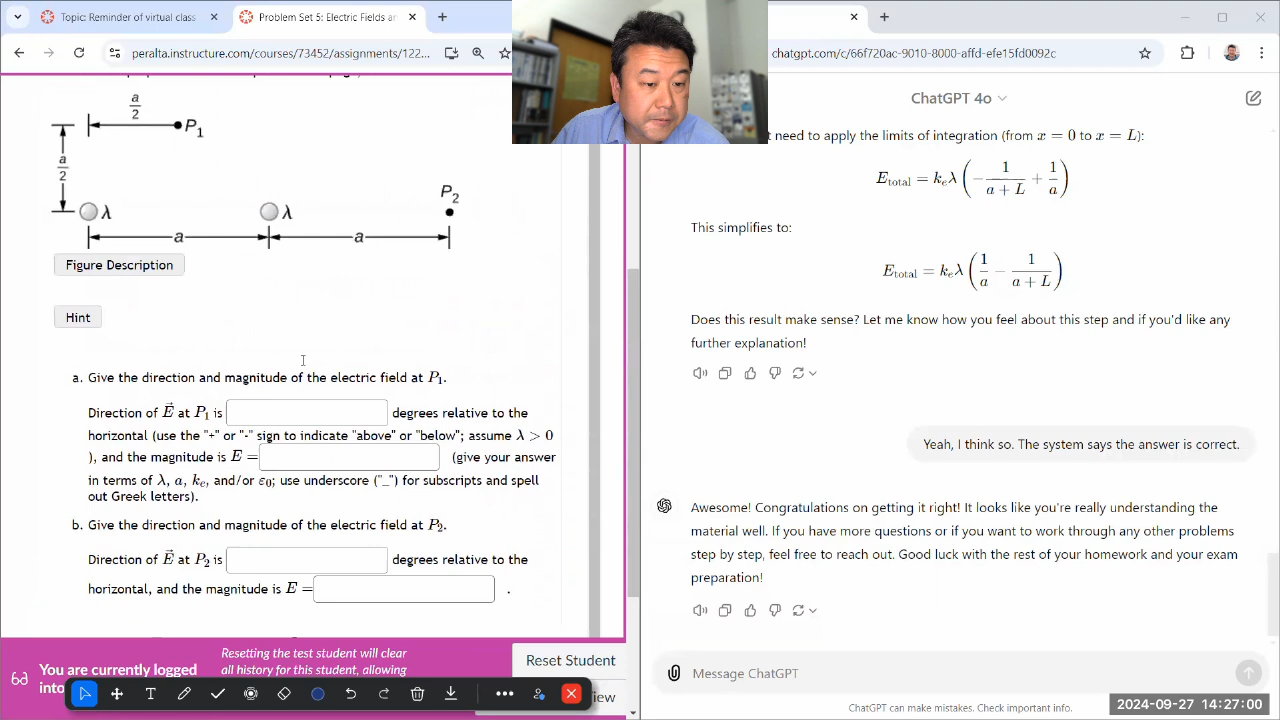 Topic: Reminder of virtual class
Problem Set 5: Electric Fields an
peralta.instructure.com/courses/73452/assignments/122...
chatgpt.com/c/66f720ac-9010-8000-affd-efe15fd0092c
a/2
P1
a/2
P2
λ
λ
a
a
Figure Description
Hint
a. Give the direction and magnitude of the electric field at P1.
Direction of E⃗ at P1 is degrees relative to the
horizontal (use the "+" or "-" sign to indicate "above" or "below"; assume λ > 0
), and the magnitude is E = (give your answer
in terms of λ, a, ke, and/or ε0; use underscore ("_") for subscripts and spell
out Greek letters).
b. Give the direction and magnitude of the electric field at P2.
Direction of E⃗ at P2 is degrees relative to the
horizontal, and the magnitude is E = .
You are currently logged
into
Resetting the test student will clear
all history for this student, allowing
Reset Student
iew
ChatGPT 4o
t need to apply the limits of integration (from x = 0 to x = L):
Etotal = keλ (−1/(a + L) + 1/a)
This simplifies to:
Etotal = keλ (1/a − 1/(a + L))
Does this result make sense? Let me know how you feel about this step and if you'd like any
further explanation!
Yeah, I think so. The system says the answer is correct.
Awesome! Congratulations on getting it right! It looks like you're really understanding the
material well. If you have more questions or if you want to work through any other problems
step by step, feel free to reach out. Good luck with the rest of your homework and your exam
preparation!
Message ChatGPT
ChatGPT can make mistakes. Check important info.
2024-09-27 14:27:00